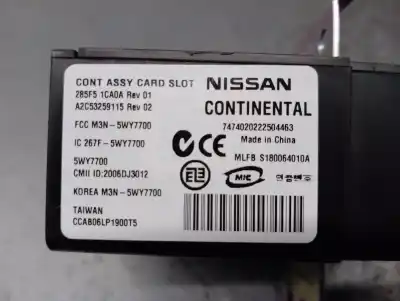 CONT ASSY CARD SLOT NISSAN
285F5 1CA0A Rev 01
A2C53259115 Rev 02 CONTINENTAL
FCC M3N-5WY7700 7474020222504463
Made in China
IC 267F-5WY7700
5WY7700 MLFB S180064010A
CMII ID:2006DJ3012
MIC
KOREA M3N-5WY7700
TAIWAN
CCAB06LP1900T5